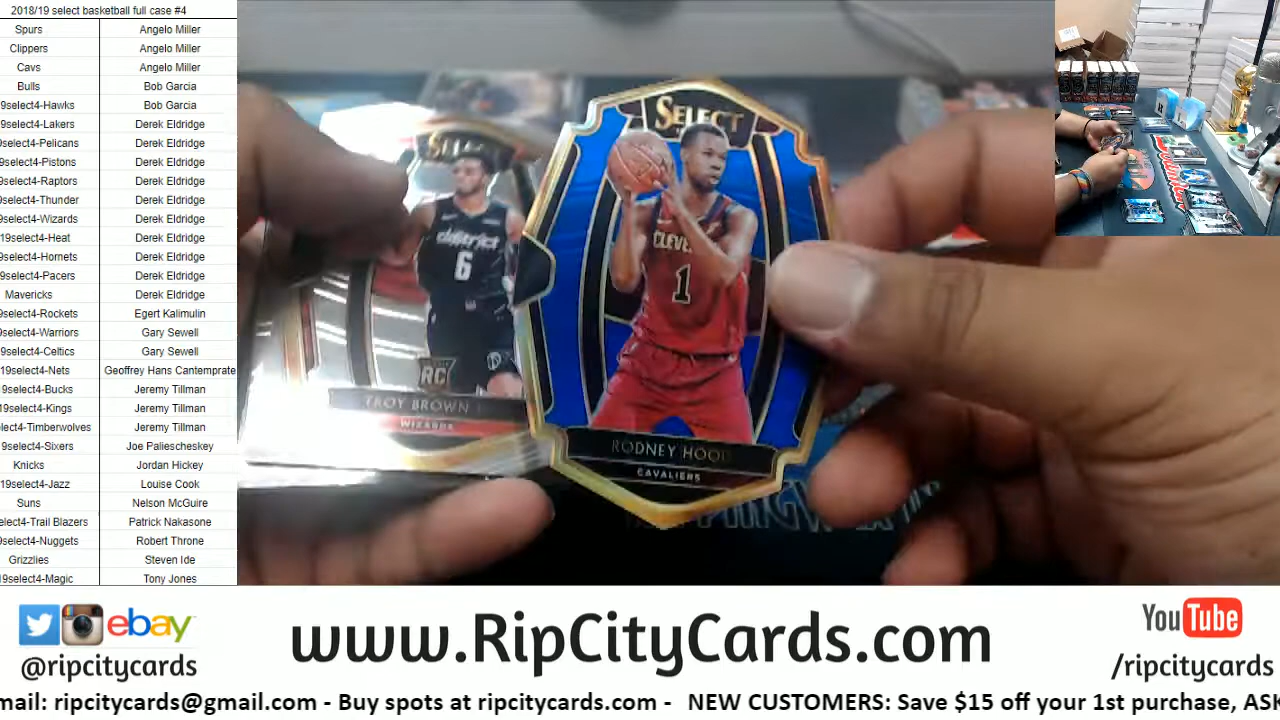 2018/19 select basketball full case #4
Spurs Angelo Miller
Clippers Angelo Miller
Cavs Angelo Miller
Bulls Bob Garcia
9select4-Hawks Bob Garcia
9select4-Lakers Derek Eldridge
9select4-Pelicans Derek Eldridge
9select4-Pistons Derek Eldridge
9select4-Raptors Derek Eldridge
9select4-Thunder Derek Eldridge
9select4-Wizards Derek Eldridge
19select4-Heat Derek Eldridge
9select4-Hornets Derek Eldridge
19select4-Pacers Derek Eldridge
Mavericks Derek Eldridge
9select4-Rockets Egert Kalimulin
9select4-Warriors Gary Sewell
9select4-Celtics Gary Sewell
19select4-Nets Geoffrey Hans Cantemprate
9select4-Bucks Jeremy Tillman
19select4-Kings Jeremy Tillman
lect4-Timberwolves Jeremy Tillman
9select4-Sixers Joe Paliescheskey
Knicks Jordan Hickey
19select4-Jazz Louise Cook
Suns Nelson McGuire
elect4-Trail Blazers Patrick Nakasone
9select4-Nuggets Robert Throne
Grizzlies Steven Ide
19select4-Magic Tony Jones
SELECT
district
6
RC
TROY BROWN
WIZARDS
SELECT
CLEVE
1
RODNEY HOOD
CAVALIERS
ebay
@ripcitycards
www.RipCityCards.com
YouTube
/ripcitycards
mail: ripcitycards@gmail.com - Buy spots at ripcitycards.com - NEW CUSTOMERS: Save $15 off your 1st purchase, ASK